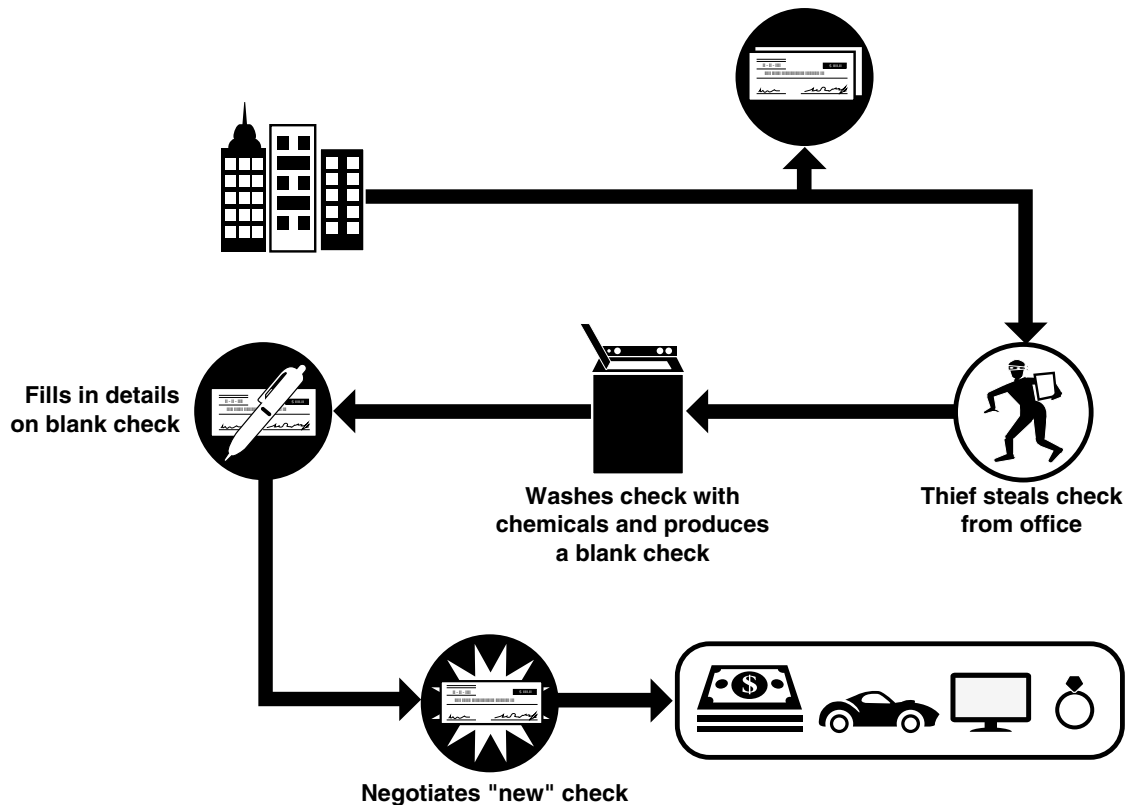 Fills in details
on blank check
Washes check with
chemicals and produces
a blank check
Thief steals check
from office
$
Negotiates "new" check